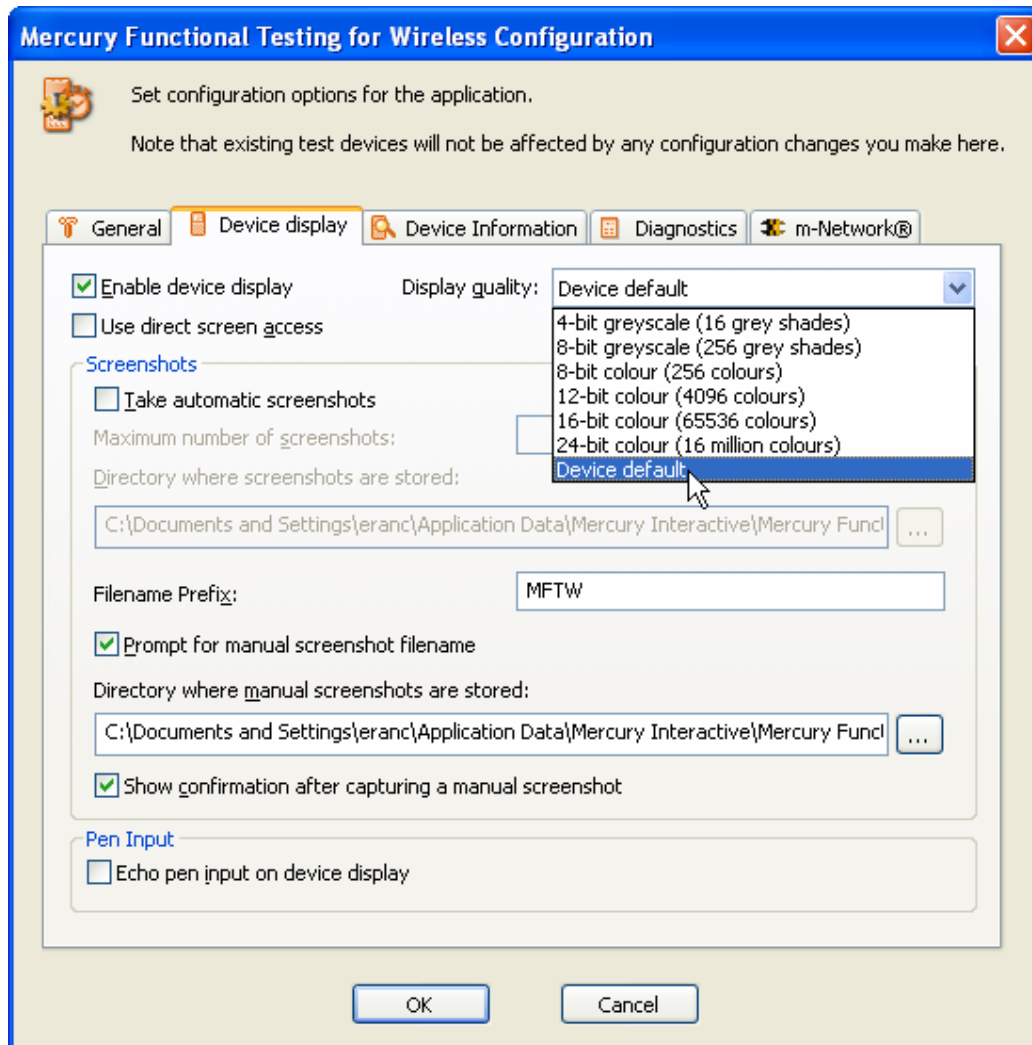 Mercury Functional Testing for Wireless Configuration
Set configuration options for the application.
Note that existing test devices will not be affected by any configuration changes you make here.
General
Device display
Device Information
Diagnostics
m-Network®
Enable device display
Display quality:
Device default
Use direct screen access
4-bit greyscale (16 grey shades)
8-bit greyscale (256 grey shades)
8-bit colour (256 colours)
12-bit colour (4096 colours)
16-bit colour (65536 colours)
24-bit colour (16 million colours)
Device default
Screenshots
Take automatic screenshots
Maximum number of screenshots:
Directory where screenshots are stored:
C:\Documents and Settings\eranc\Application Data\Mercury Interactive\Mercury Funct
...
Filename Prefix:
MFTW
Prompt for manual screenshot filename
Directory where manual screenshots are stored:
C:\Documents and Settings\eranc\Application Data\Mercury Interactive\Mercury Funct
...
Show confirmation after capturing a manual screenshot
Pen Input
Echo pen input on device display
OK
Cancel